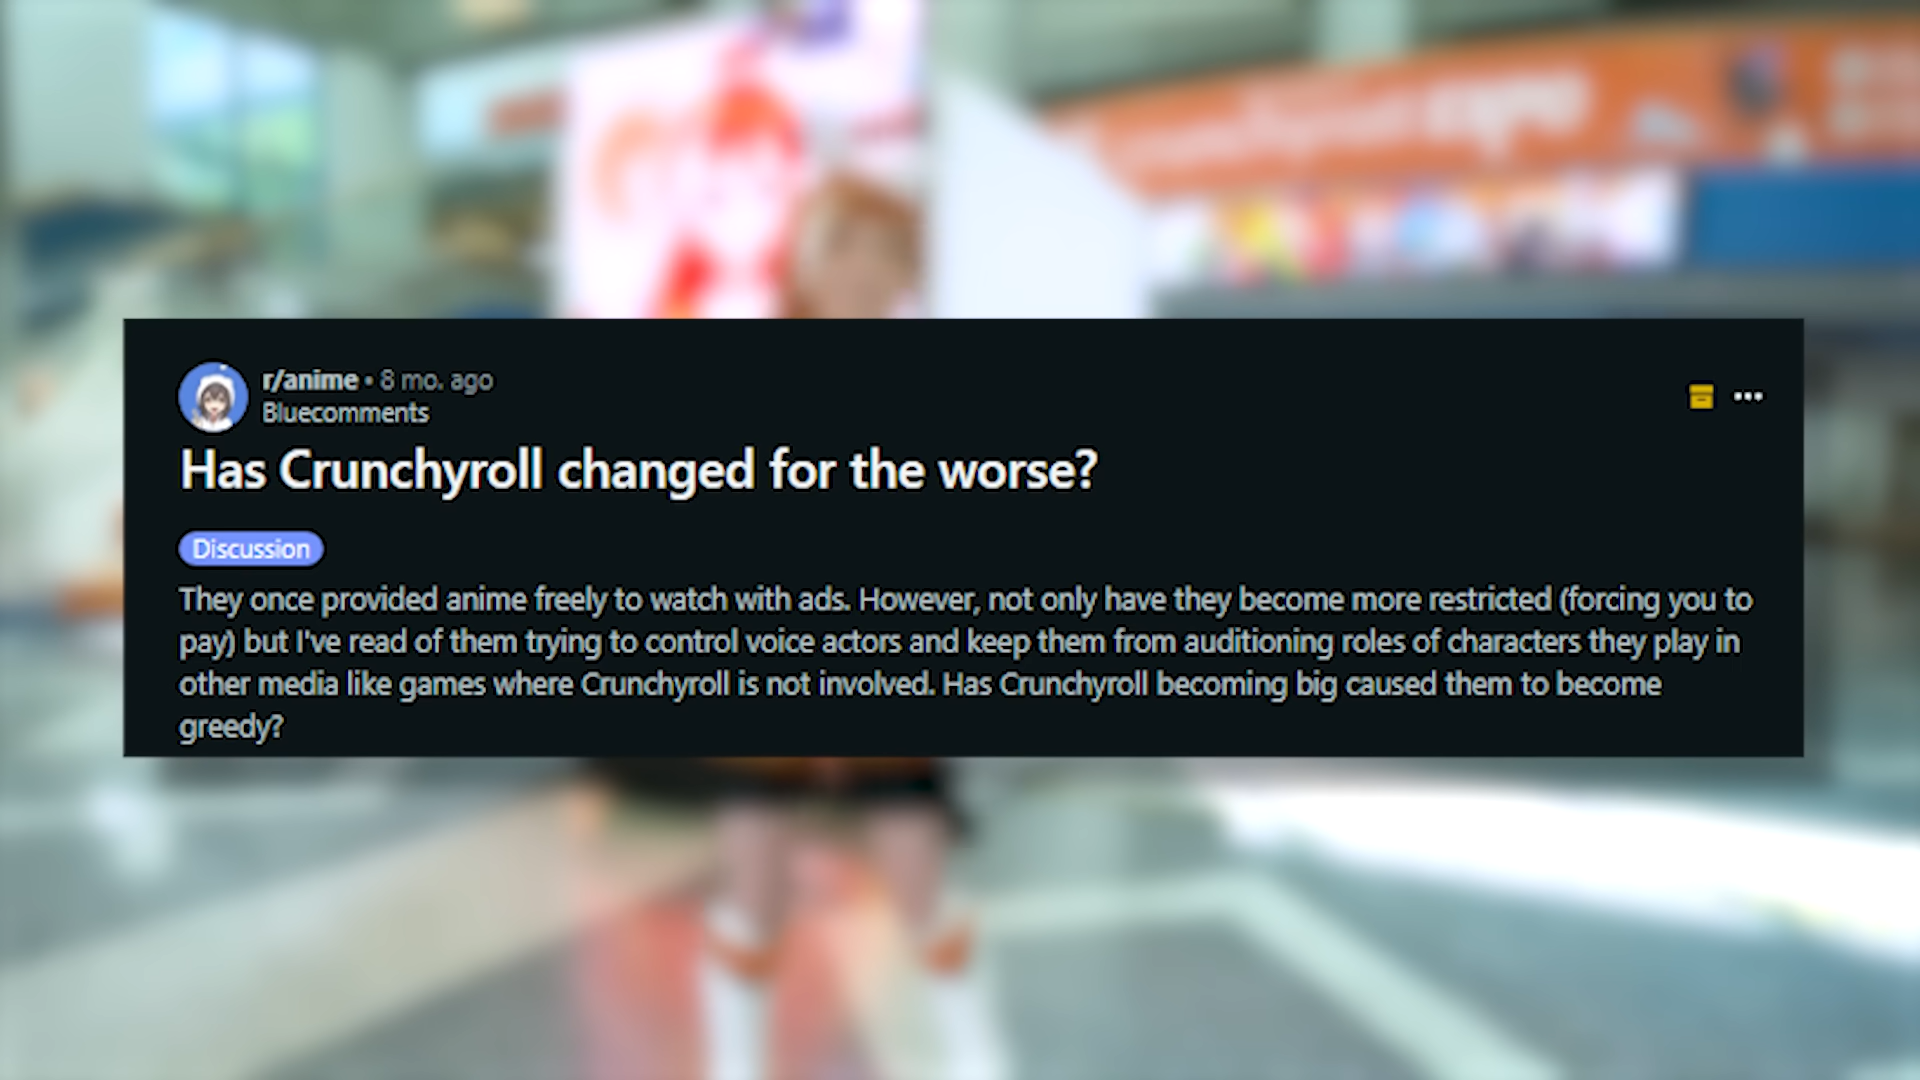 r/anime • 8 mo. ago
Bluecomments
Has Crunchyroll changed for the worse?
Discussion
They once provided anime freely to watch with ads. However, not only have they become more restricted (forcing you to
pay) but I've read of them trying to control voice actors and keep them from auditioning roles of characters they play in
other media like games where Crunchyroll is not involved. Has Crunchyroll becoming big caused them to become
greedy?